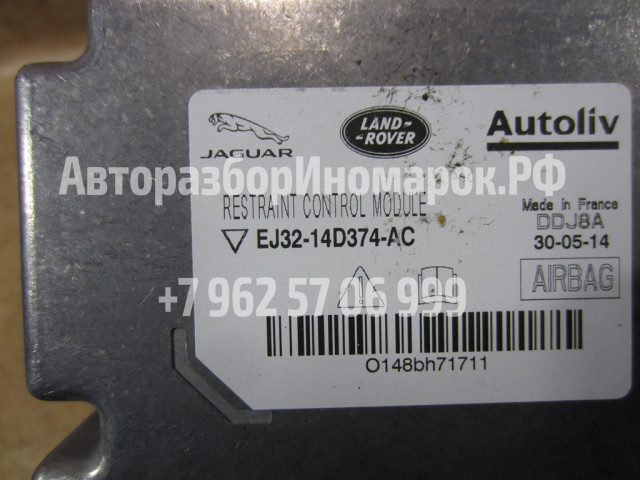 JAGUAR
LAND-
-ROVER
Autoliv
АвторазборИномарок.РФ
RESTRAINT CONTROL MODULE
Made in France
DDJ8A
EJ32-14D374-AC
30-05-14
AIRBAG
+7 962 57 06 999
O148bh71711